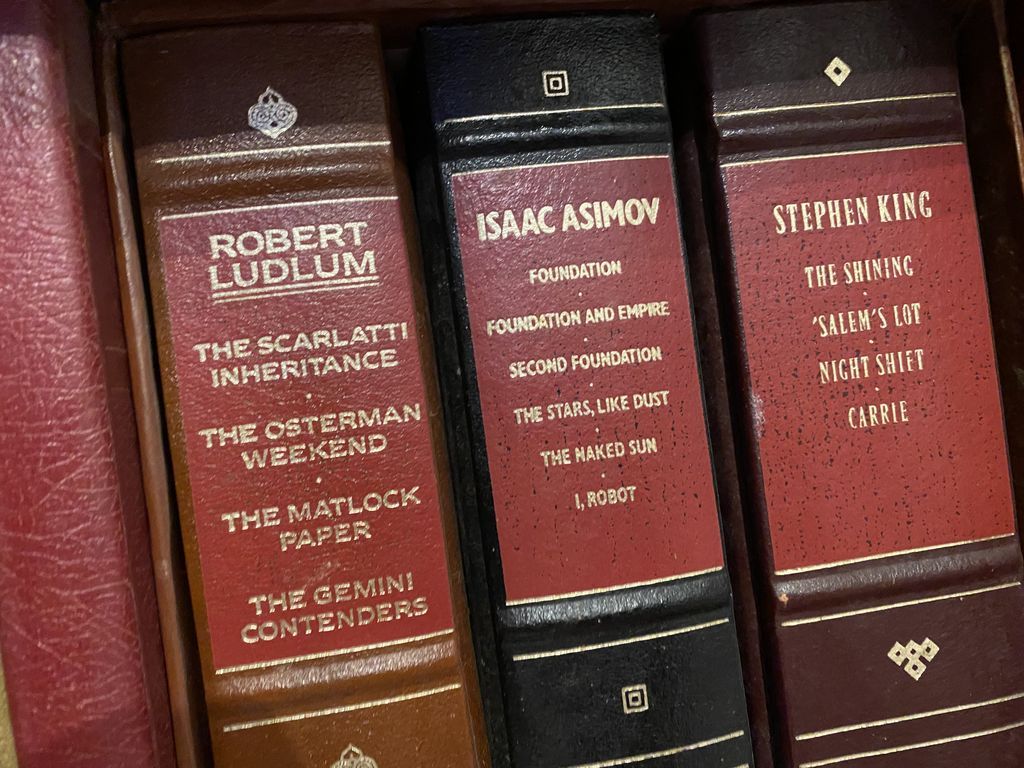 ROBERT
LUDLUM
THE SCARLATTI
INHERITANCE
THE OSTERMAN
WEEKEND
THE MATLOCK
PAPER
THE GEMINI
CONTENDERS
ISAAC ASIMOV
FOUNDATION
FOUNDATION AND EMPIRE
SECOND FOUNDATION
THE STARS, LIKE DUST
THE NAKED SUN
I, ROBOT
STEPHEN KING
THE SHINING
'SALEM'S LOT
NIGHT SHIFT
CARRIE